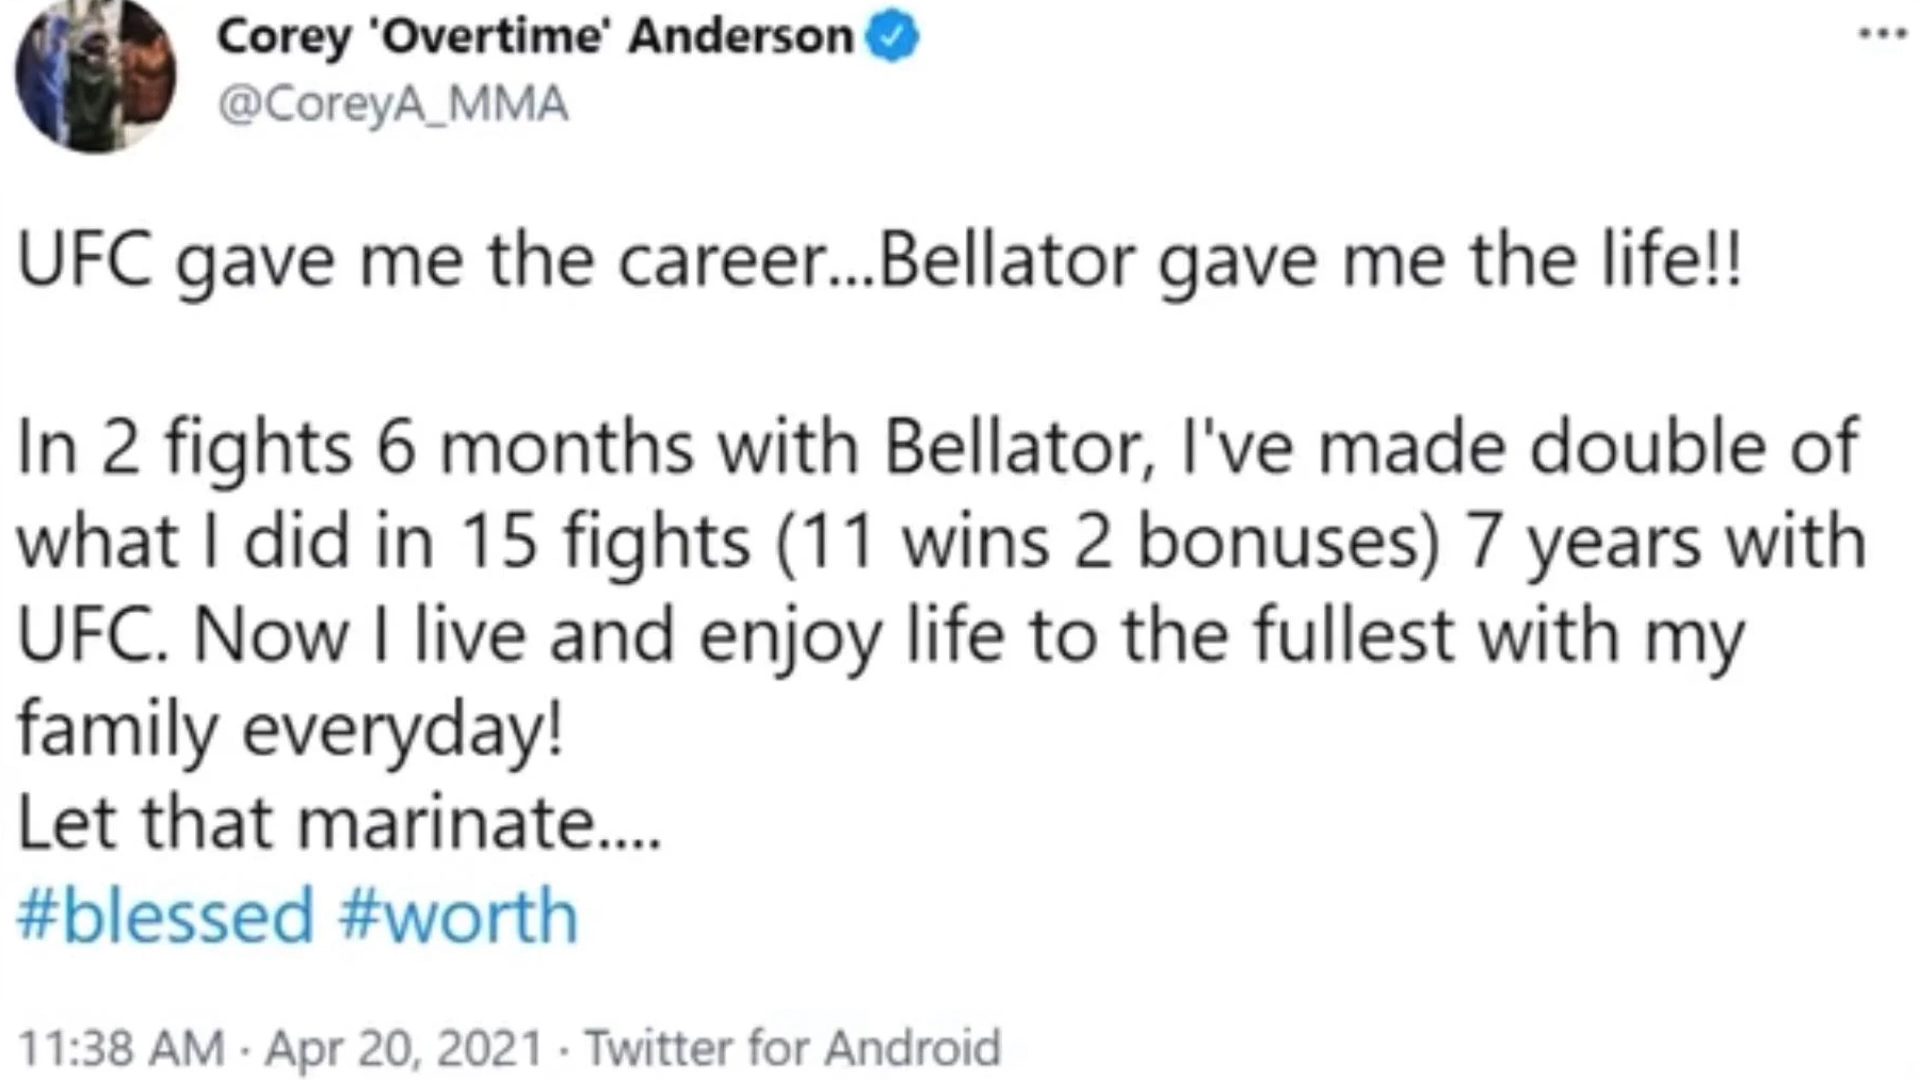 Corey 'Overtime' Anderson
@CoreyA_MMA
UFC gave me the career...Bellator gave me the life!!
In 2 fights 6 months with Bellator, I've made double of
what I did in 15 fights (11 wins 2 bonuses) 7 years with
UFC. Now I live and enjoy life to the fullest with my
family everyday!
Let that marinate....
#blessed #worth
11:38 AM · Apr 20, 2021 · Twitter for Android